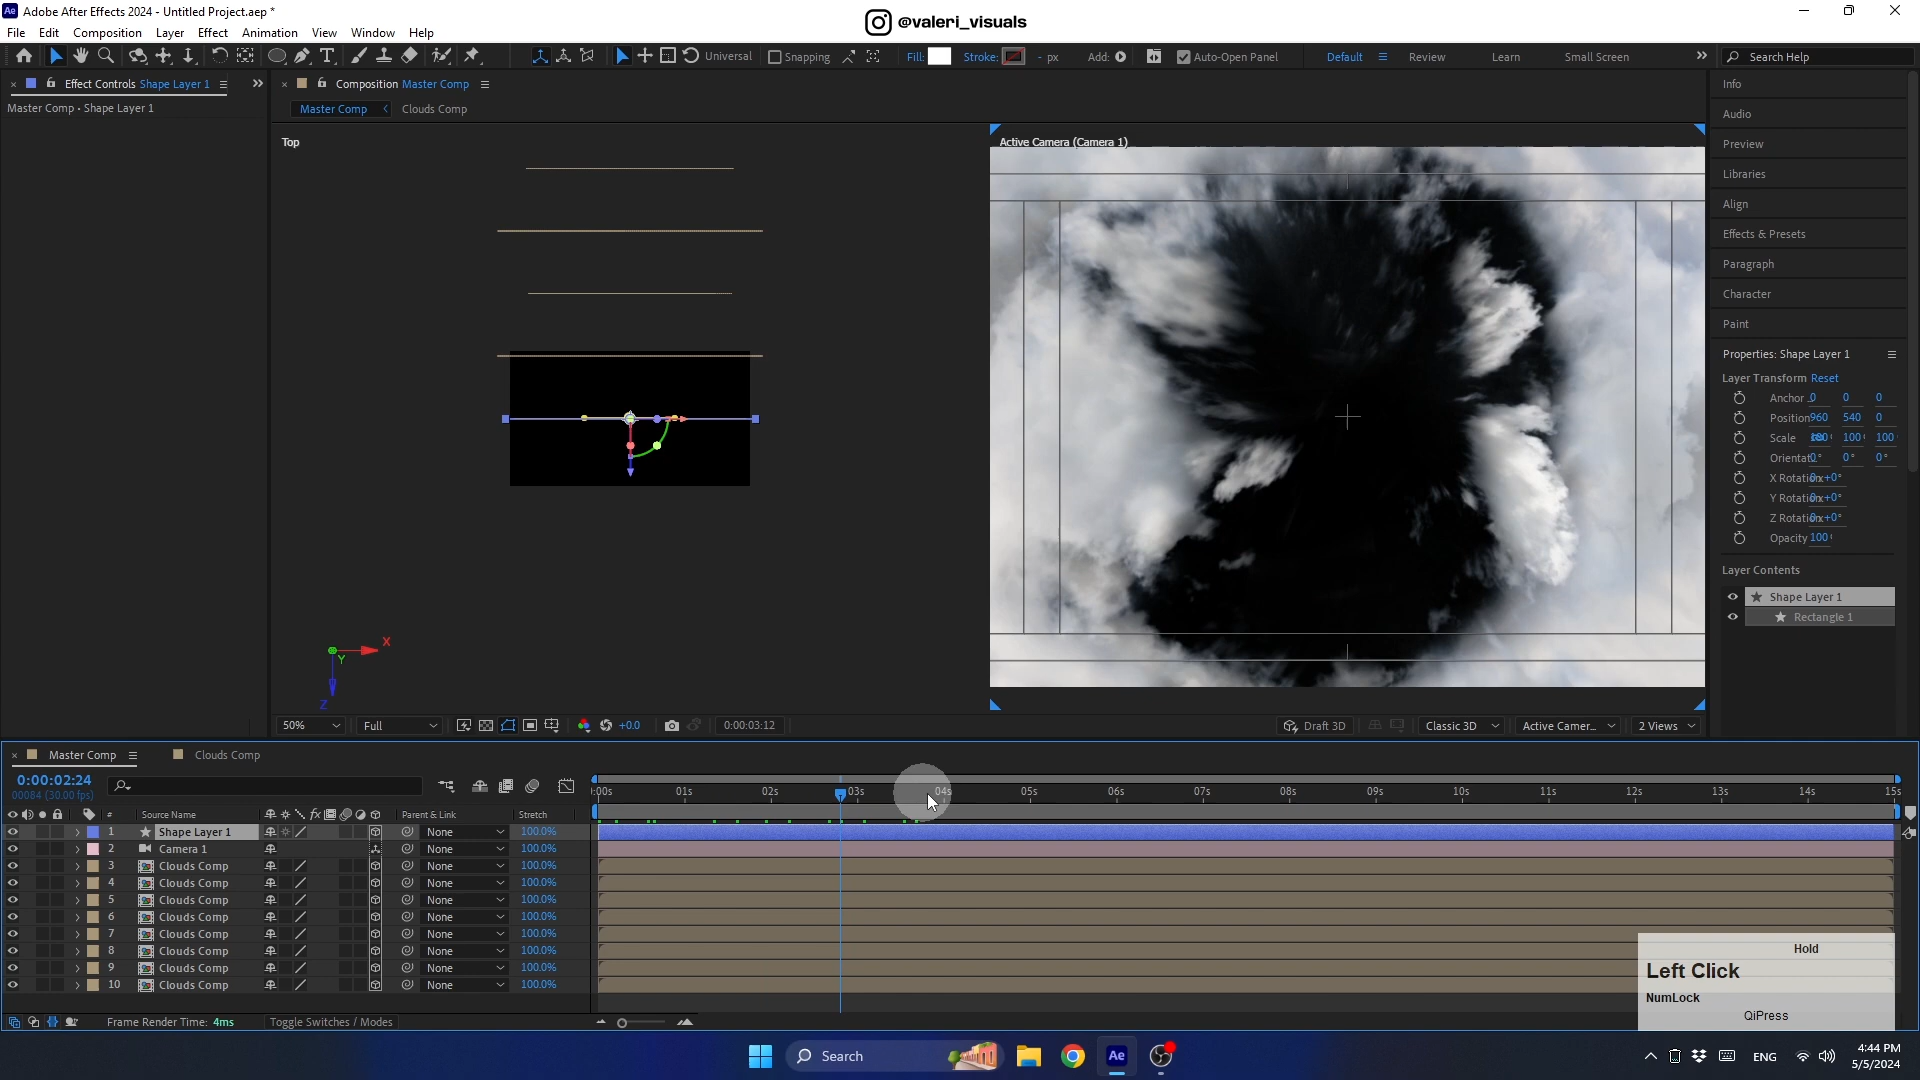 Adobe After Effects 2024 - Untitled Project.aep *
@valeri_visuals
File Edit Composition Layer Effect Animation View Window Help
Universal Snapping Fill: Stroke: - px Add: Auto-Open Panel Default Review Learn Small Screen Search Help
Effect Controls Shape Layer 1
Master Comp • Shape Layer 1
Composition Master Comp
Master Comp Clouds Comp
Top
Active Camera (Camera 1)
X
Y
Z
50% Full +0.0 0:00:03:12 Draft 3D Classic 3D Active Camer... 2 Views
Info
Audio
Preview
Libraries
Align
Effects & Presets
Paragraph
Character
Paint
Properties: Shape Layer 1
Layer Transform Reset
Anchor 0 0 0
Position 960 540 0
Scale 100 100
Orientat... 0° 0° 0°
X Rotation 0x+0°
Y Rotation 0x+0°
Z Rotation 0x+0°
Opacity 100
Layer Contents
Shape Layer 1
Rectangle 1
Master Comp Clouds Comp
0:00:02:24
00084 (30.00 fps)
:00s 01s 02s 03s 04s 05s 06s 07s 08s 09s 10s 11s 12s 13s 14s 15s
# Source Name fx Parent & Link Stretch
1 Shape Layer 1 None 100.0%
2 Camera 1 None 100.0%
3 Clouds Comp None 100.0%
4 Clouds Comp None 100.0%
5 Clouds Comp None 100.0%
6 Clouds Comp None 100.0%
7 Clouds Comp None 100.0%
8 Clouds Comp None 100.0%
9 Clouds Comp None 100.0%
10 Clouds Comp None 100.0%
Hold
Left Click
NumLock
QiPress
Frame Render Time: 4ms Toggle Switches / Modes
Search
Ae
ENG
4:44 PM
5/5/2024